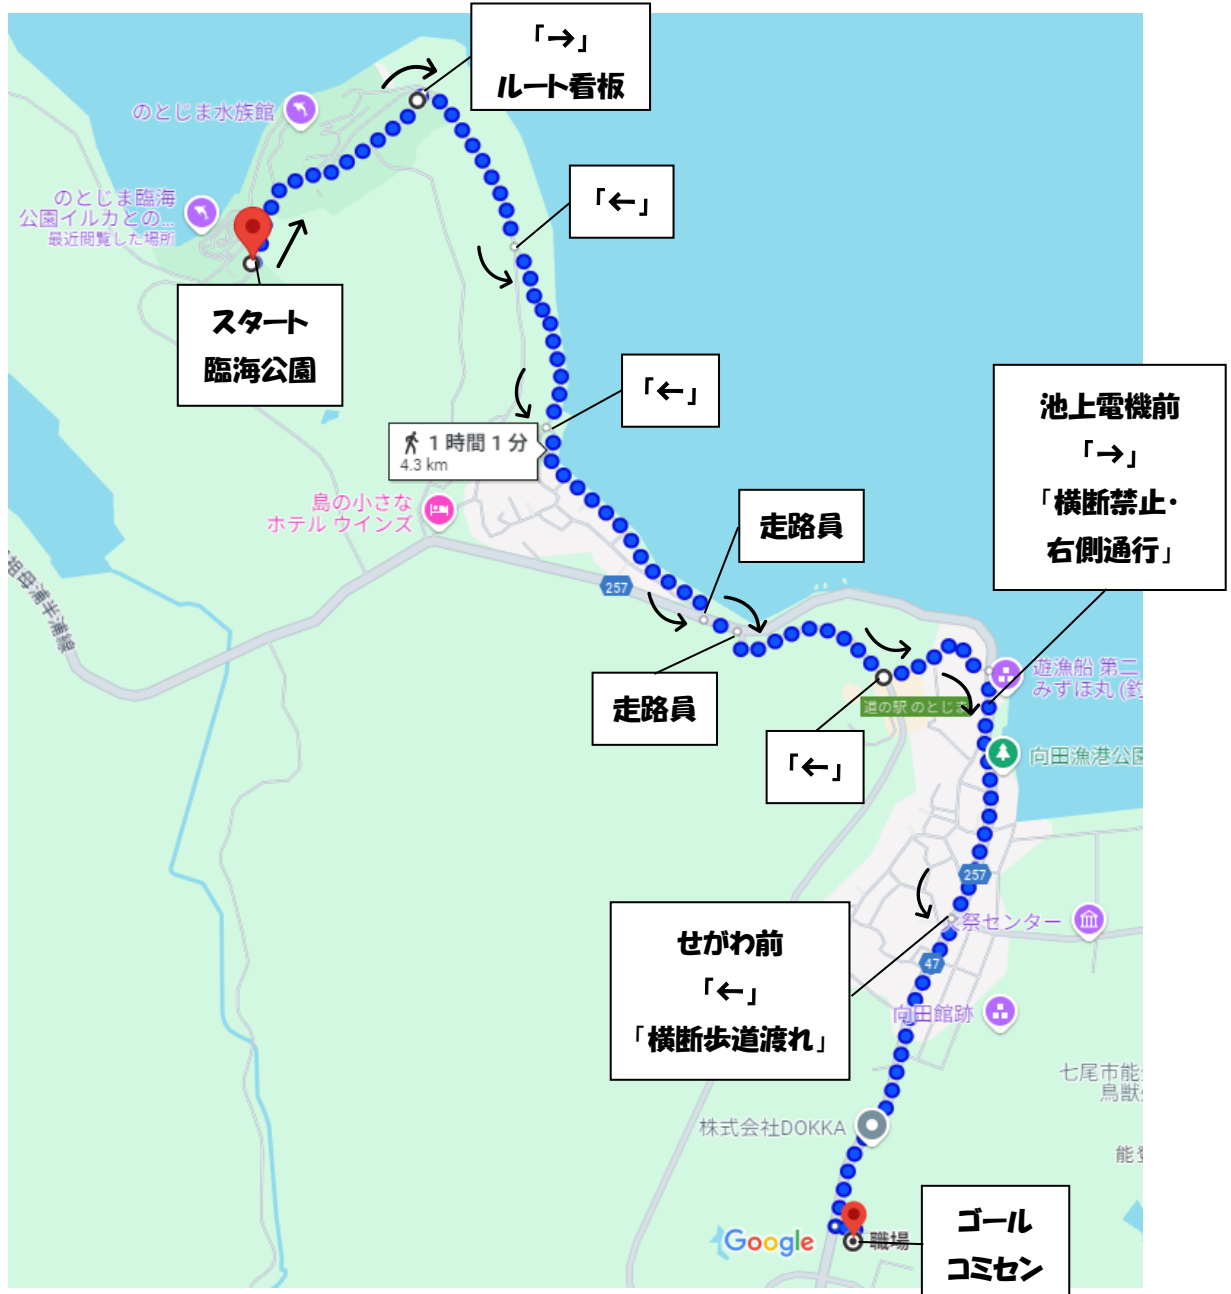 「→」
ルート看板
のとじま水族館
「←」
のとじま臨海
公園イルカとの...
最近閲覧した場所
スタート
臨海公園
「←」
1 時間 1 分
4.3 km
池上電機前
「→」
「横断禁止・
右側通行」
島の小さな
ホテル ウインズ
走路員
257
走路員
遊漁船 第二
みずほ丸 (釣
道の駅 のとじま
「←」
向田漁港公園
257
せがわ前
「←」
「横断歩道渡れ」
祭センター
47
向田館跡
七尾市能
鳥獣
株式会社DOKKA
能登
ゴール
コミセン
Google
職場